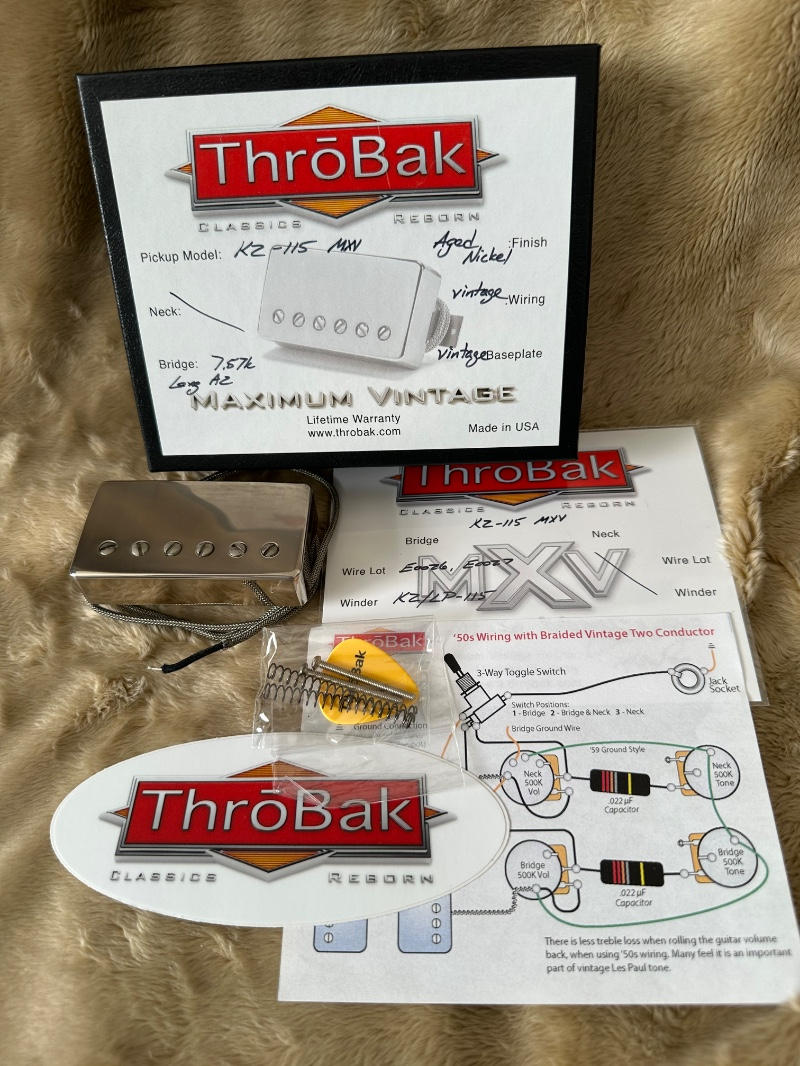 ThrōBak
CLASSICS REBORN
Pickup Model: KZ-115 MXV
Aged Nickel :Finish
Neck:
vintage :Wiring
Bridge: 7.57k
Long A2
vintage Baseplate
MAXIMUM VINTAGE
Lifetime Warranty
www.throbak.com
Made in USA
ThrōBak
CLASSICS REBORN
KZ-115 MXV
Bridge
Neck
MXV
Wire Lot E0026, E0027
Wire Lot
Winder KZ/LP-115
Winder
'50s Wiring with Braided Vintage Two Conductor
3-Way Toggle Switch
Jack
Socket
Switch Positions:
1 - Bridge 2 - Bridge & Neck 3 - Neck
Bridge Ground Wire
'59 Ground Style
Neck
500K
Vol
.022 µF
Capacitor
Neck
500K
Tone
Bridge
500K Vol
.022 µF
Capacitor
Bridge
500K
Tone
There is less treble loss when rolling the guitar volume
back, when using '50s wiring. Many feel it is an important
part of vintage Les Paul tone.
ThrōBak
Bak
Ground Connection
ThrōBak
CLASSICS REBORN